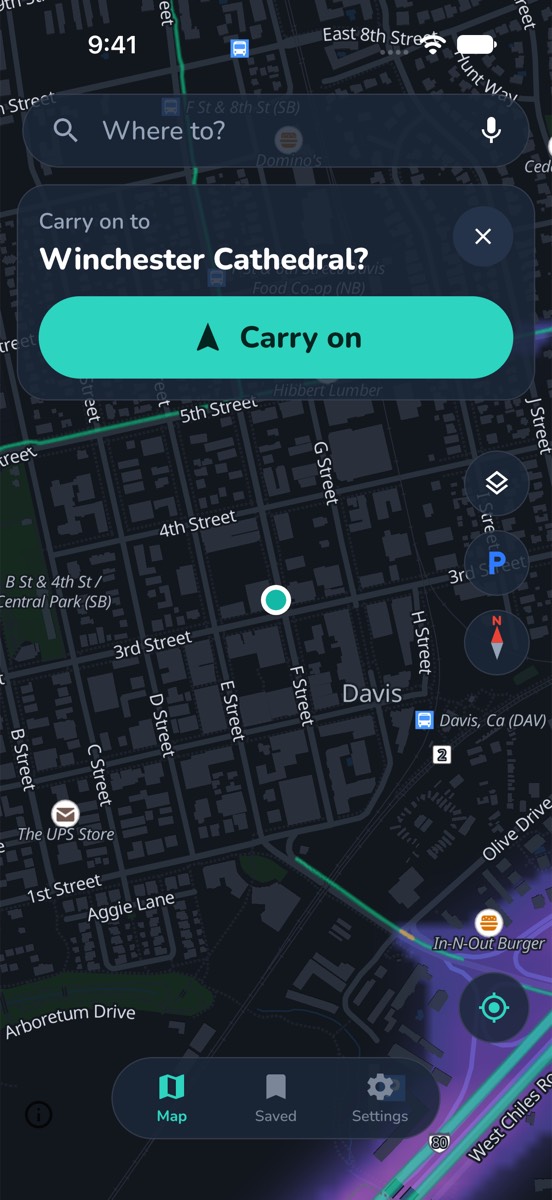 9:41
East 8th Street
Hunt Way
F St & 8th St (SB)
Where to?
Domino's
Carry on to
Winchester Cathedral?
Food Co-op (NB)
Carry on
Hibbert Lumber
5th Street
J Street
G Street
4th Street
I Street
P
B St & 4th St /
Central Park (SB)
3rd Street
N
3rd Street
H Street
F Street
E Street
D Street
Davis
Davis, Ca (DAV)
2
B Street
C Street
The UPS Store
Olive Drive
1st Street
Aggie Lane
In-N-Out Burger
Arboretum Drive
Map
Saved
Settings
80
West Chiles Ro